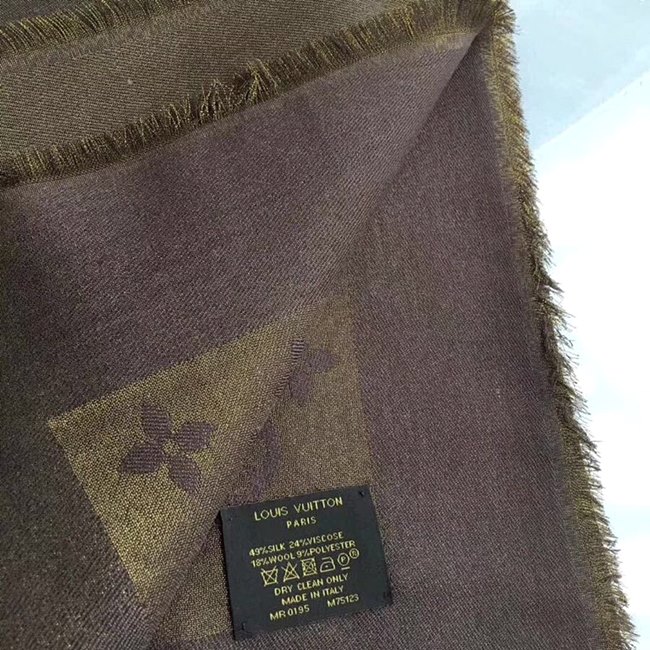 LOUIS VUITTON
PARIS
49%SILK 24%VISCOSE
18%WOOL 9%POLYESTER
DRY CLEAN ONLY
MADE IN ITALY
MR 0195 M75123